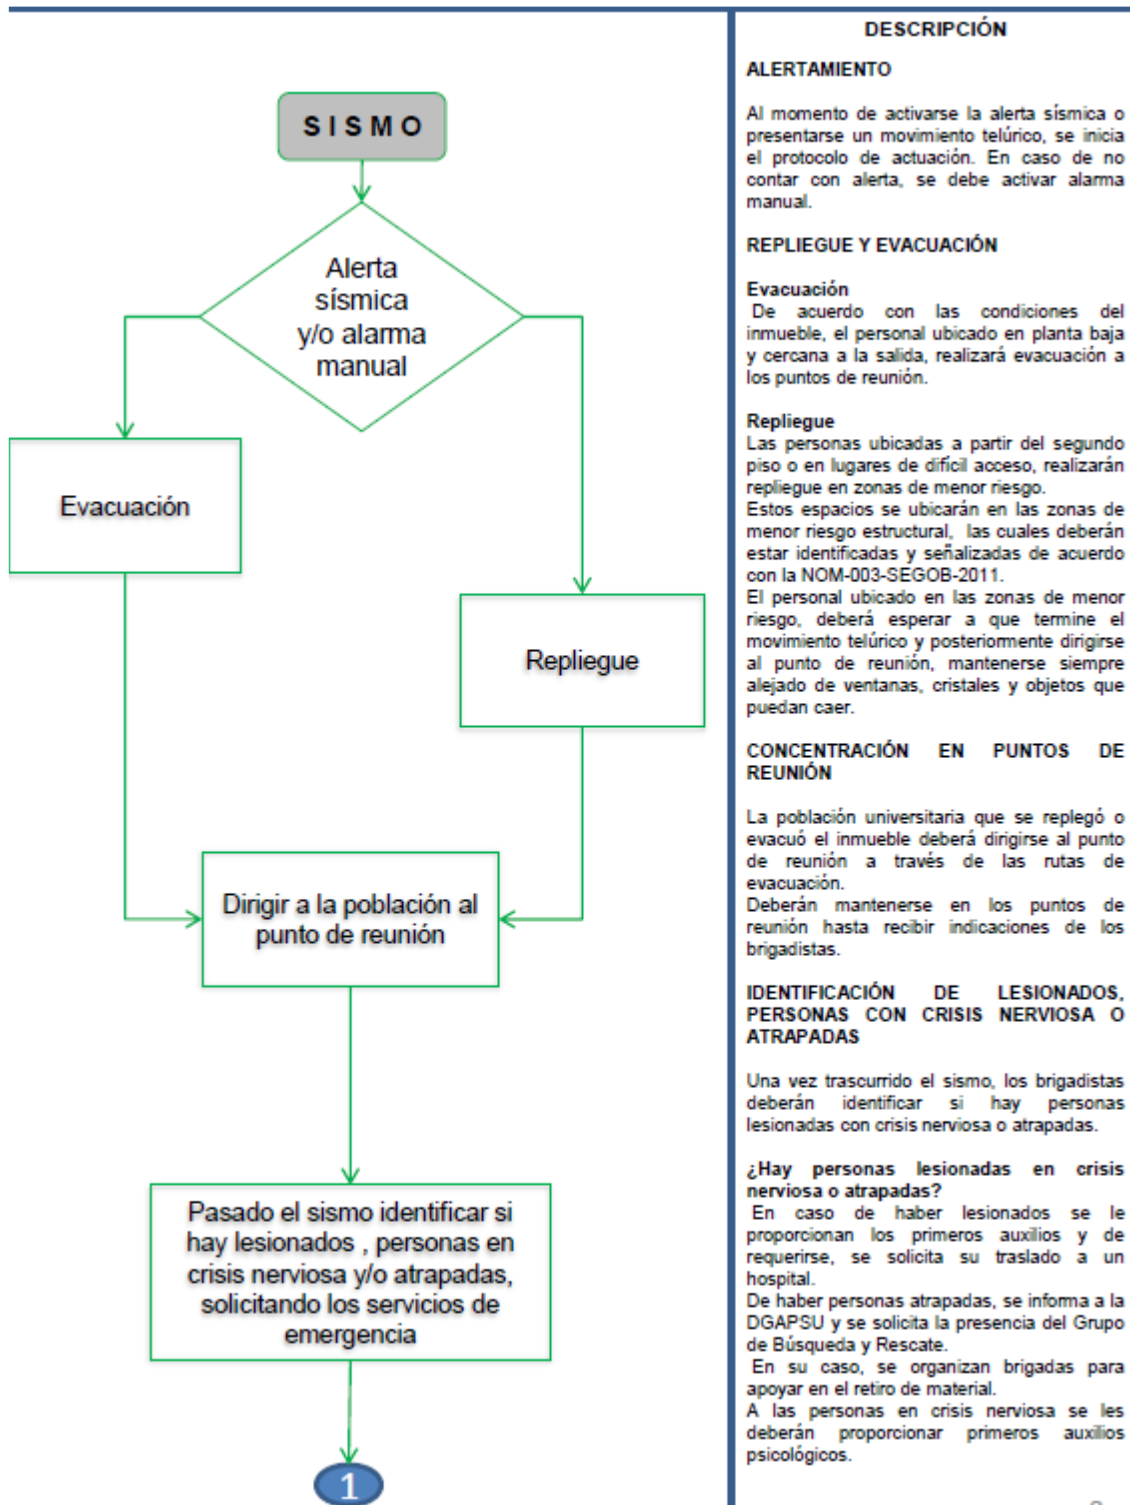 S I S M O
Alerta
sísmica
y/o alarma
manual
Evacuación
Repliegue
Dirigir a la población al
punto de reunión
Pasado el sismo identificar si
hay lesionados , personas en
crisis nerviosa y/o atrapadas,
solicitando los servicios de
emergencia
1
DESCRIPCIÓN
ALERTAMIENTO
Al momento de activarse la alerta sísmica o
presentarse un movimiento telúrico, se inicia
el protocolo de actuación. En caso de no
contar con alerta, se debe activar alarma
manual.
REPLIEGUE Y EVACUACIÓN
Evacuación
De acuerdo con las condiciones del
inmueble, el personal ubicado en planta baja
y cercana a la salida, realizará evacuación a
los puntos de reunión.
Repliegue
Las personas ubicadas a partir del segundo
piso o en lugares de difícil acceso, realizarán
repliegue en zonas de menor riesgo.
Estos espacios se ubicarán en las zonas de
menor riesgo estructural, las cuales deberán
estar identificadas y señalizadas de acuerdo
con la NOM-003-SEGOB-2011.
El personal ubicado en las zonas de menor
riesgo, deberá esperar a que termine el
movimiento telúrico y posteriormente dirigirse
al punto de reunión, mantenerse siempre
alejado de ventanas, cristales y objetos que
puedan caer.
CONCENTRACIÓN EN PUNTOS DE
REUNIÓN
La población universitaria que se replegó o
evacuó el inmueble deberá dirigirse al punto
de reunión a través de las rutas de
evacuación.
Deberán mantenerse en los puntos de
reunión hasta recibir indicaciones de los
brigadistas.
IDENTIFICACIÓN DE LESIONADOS,
PERSONAS CON CRISIS NERVIOSA O
ATRAPADAS
Una vez trascurrido el sismo, los brigadistas
deberán identificar si hay personas
lesionadas con crisis nerviosa o atrapadas.
¿Hay personas lesionadas en crisis
nerviosa o atrapadas?
En caso de haber lesionados se le
proporcionan los primeros auxilios y de
requerirse, se solicita su traslado a un
hospital.
De haber personas atrapadas, se informa a la
DGAPSU y se solicita la presencia del Grupo
de Búsqueda y Rescate.
En su caso, se organizan brigadas para
apoyar en el retiro de material.
A las personas en crisis nerviosa se les
deberán proporcionar primeros auxilios
psicológicos.